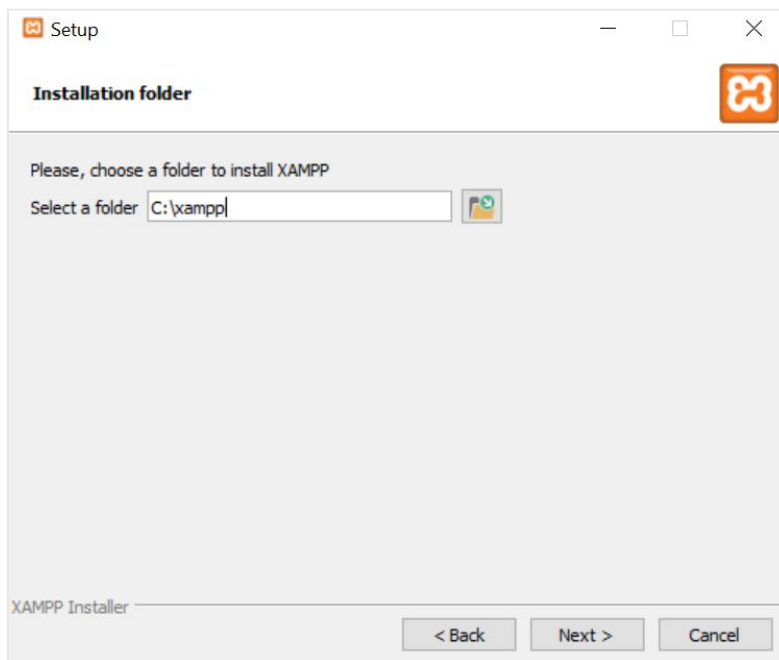 Setup
Installation folder
Please, choose a folder to install XAMPP
Select a folder C:\xampp
XAMPP Installer
< Back Next > Cancel